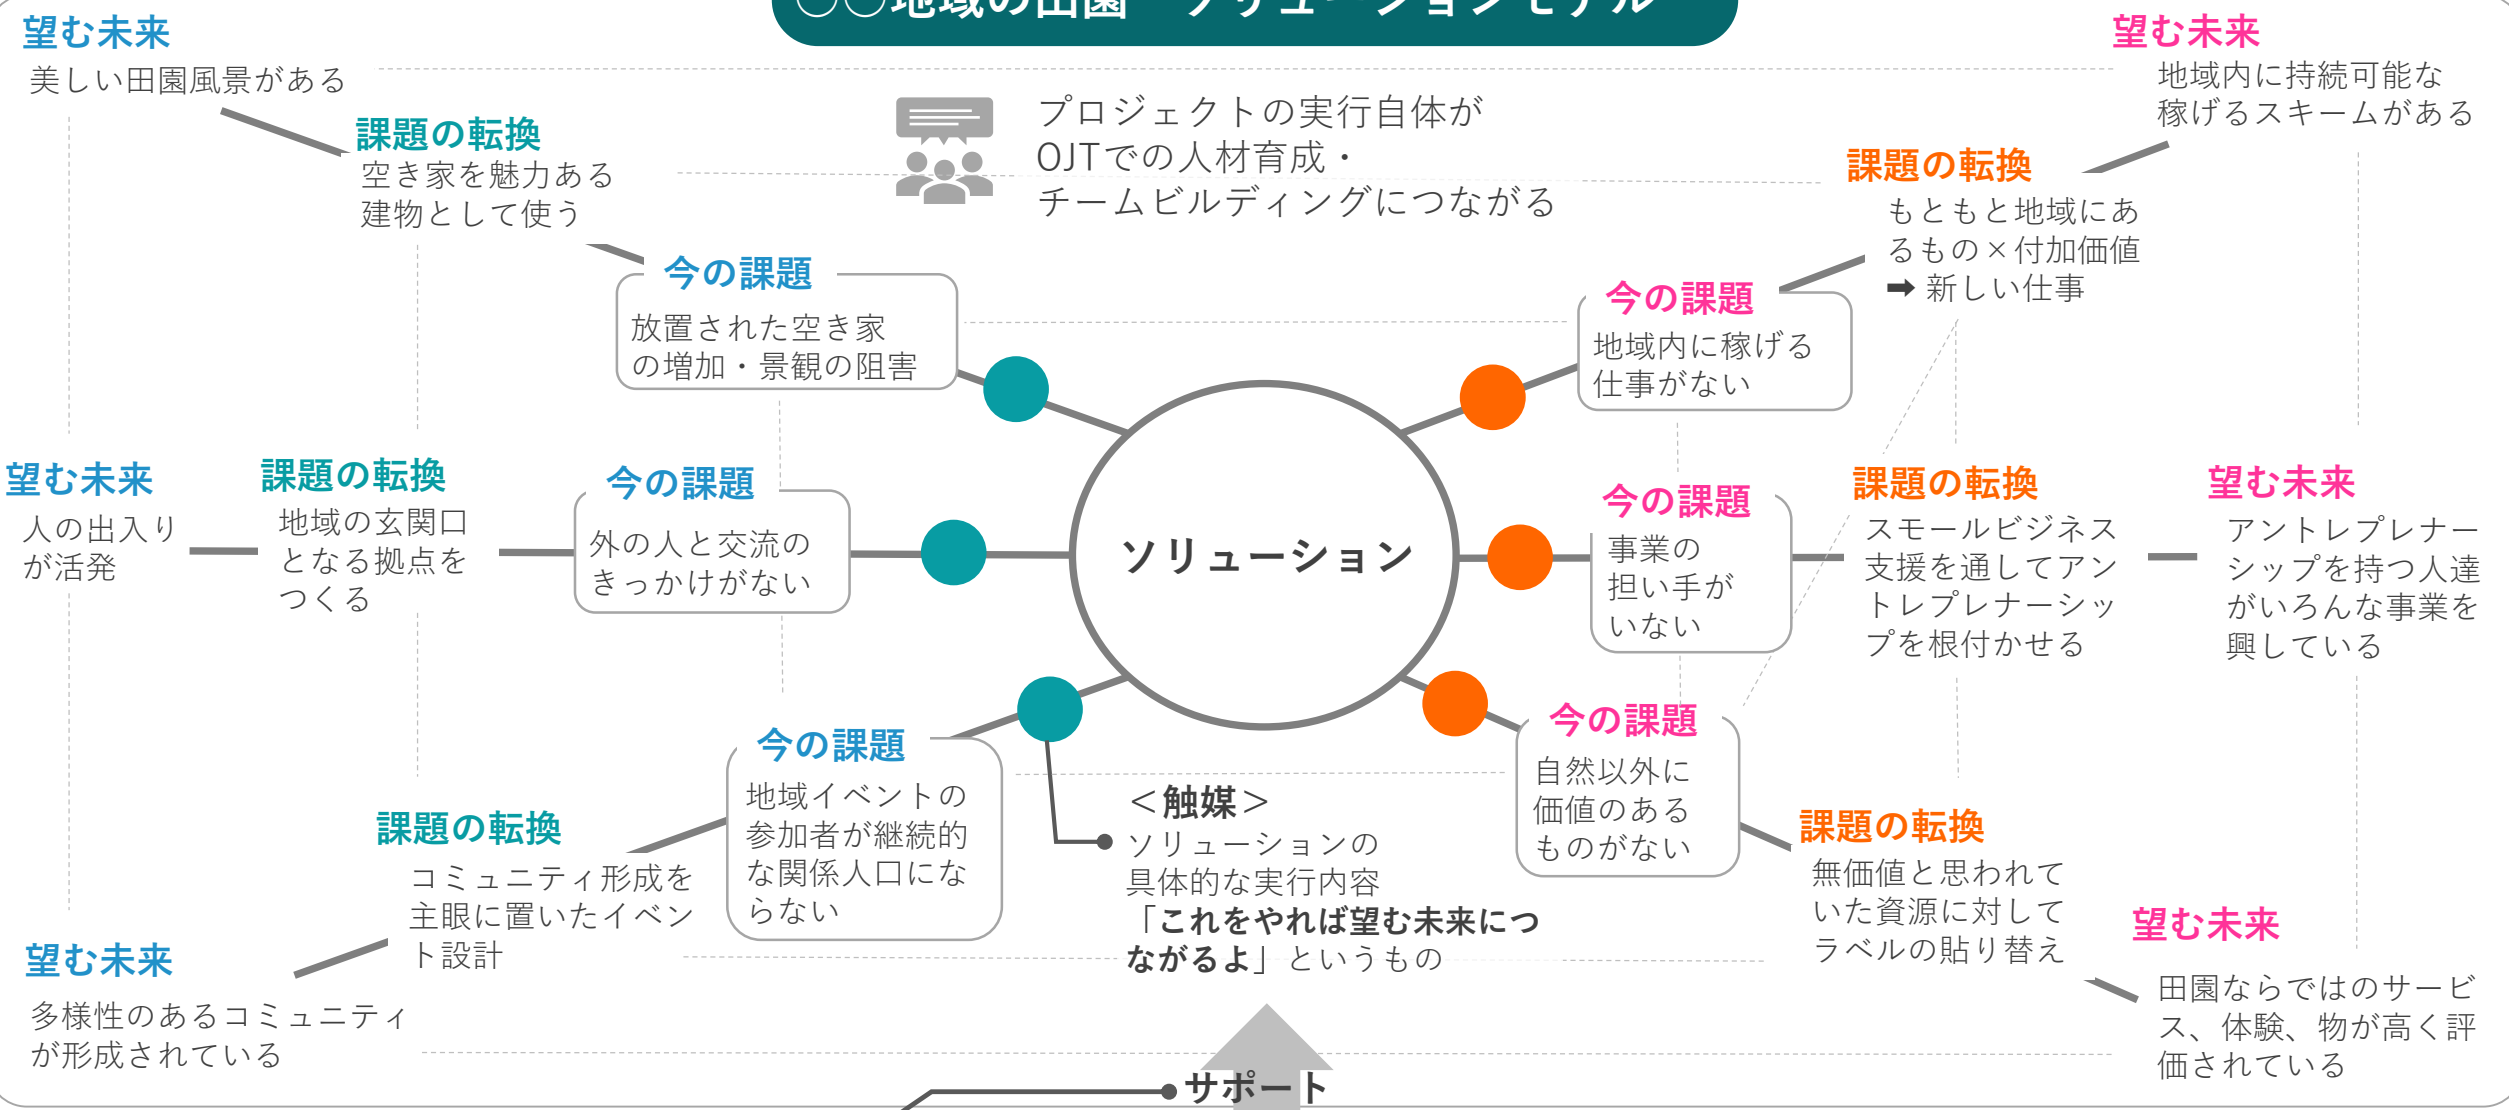 ○○地域の田園 ソリューションモデル
望む未来
美しい田園風景がある
課題の転換
空き家を魅力ある
建物として使う
今の課題
放置された空き家
の増加・景観の阻害
プロジェクトの実行自体が
OJTでの人材育成・
チームビルディングにつながる
望む未来
地域内に持続可能な
稼げるスキームがある
課題の転換
もともと地域にあ
るもの×付加価値
➡ 新しい仕事
今の課題
地域内に稼げる
仕事がない
望む未来
人の出入り
が活発
課題の転換
地域の玄関口
となる拠点を
つくる
今の課題
外の人と交流の
きっかけがない
ソリューション
今の課題
事業の
担い手が
いない
課題の転換
スモールビジネス
支援を通してアン
トレプレナーシッ
プを根付かせる
望む未来
アントレプレナー
シップを持つ人達
がいろんな事業を
興している
今の課題
地域イベントの
参加者が継続的
な関係人口にな
らない
課題の転換
コミュニティ形成を
主眼に置いたイベン
ト設計
望む未来
多様性のあるコミュニティ
が形成されている
＜触媒＞
ソリューションの
具体的な実行内容
「これをやれば望む未来につ
ながるよ」というもの
今の課題
自然以外に
価値のある
ものがない
課題の転換
無価値と思われて
いた資源に対して
ラベルの貼り替え
望む未来
田園ならではのサービ
ス、体験、物が高く評
価されている
サポート